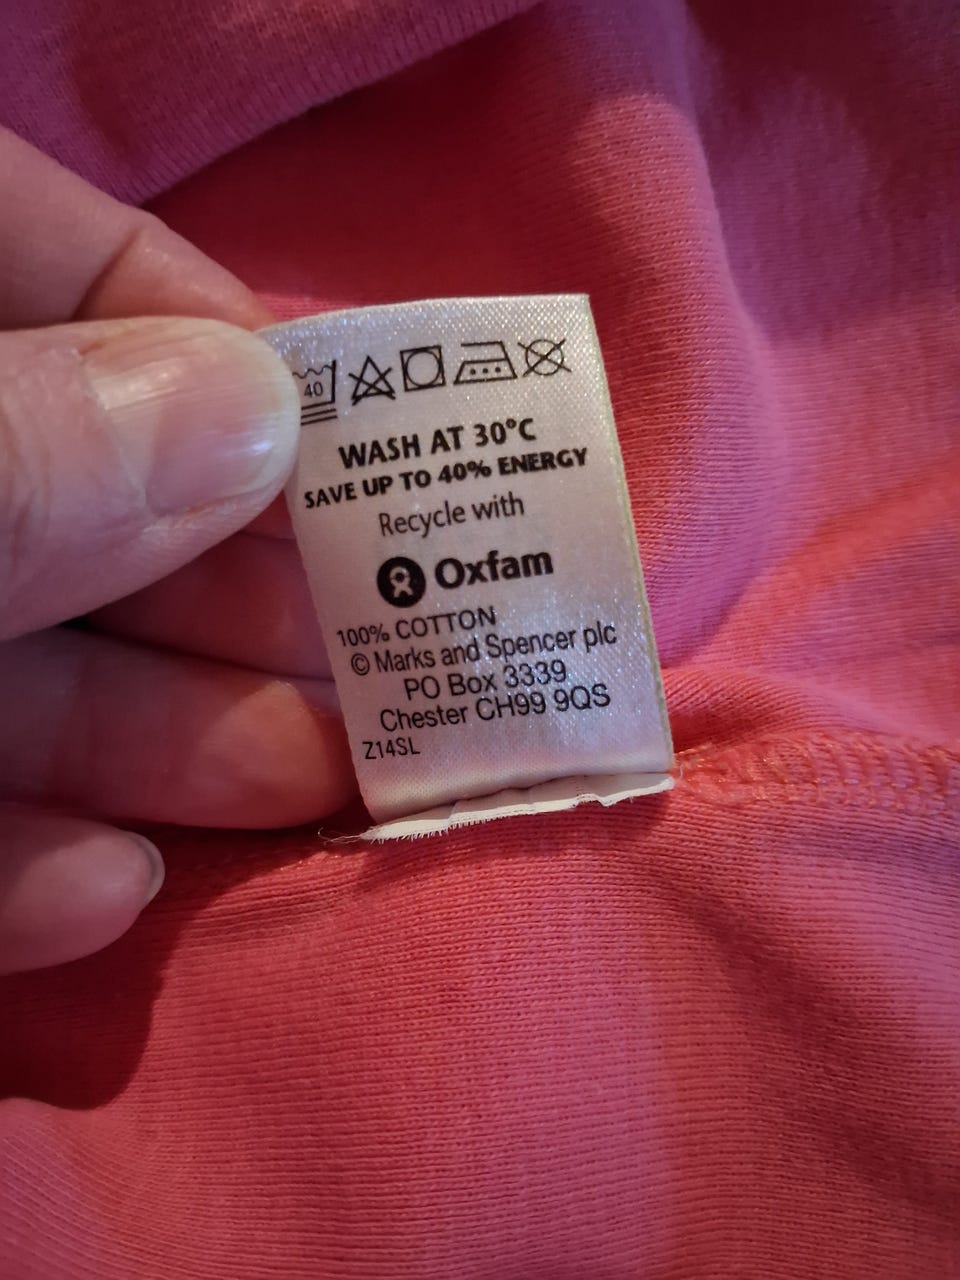 40
WASH AT 30°C
SAVE UP TO 40% ENERGY
Recycle with
Oxfam
100% COTTON
© Marks and Spencer plc
PO Box 3339
Chester CH99 9QS
Z14SL